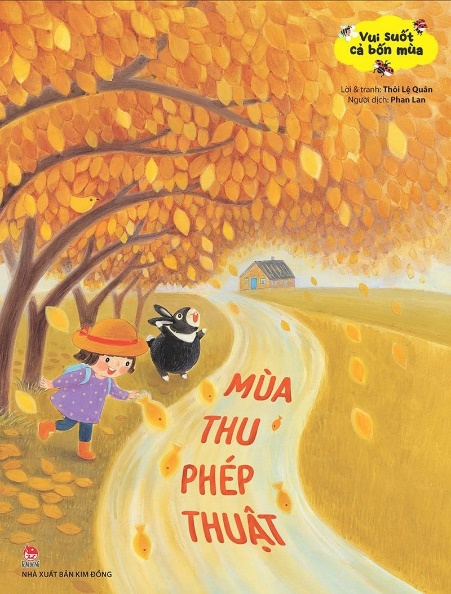 Vui suốt
cả bốn mùa
Lời & tranh: Thôi Lệ Quân
Người dịch: Phan Lan
MÙA
THU
PHÉP
THUẬT
NHÀ XUẤT BẢN KIM ĐỒNG